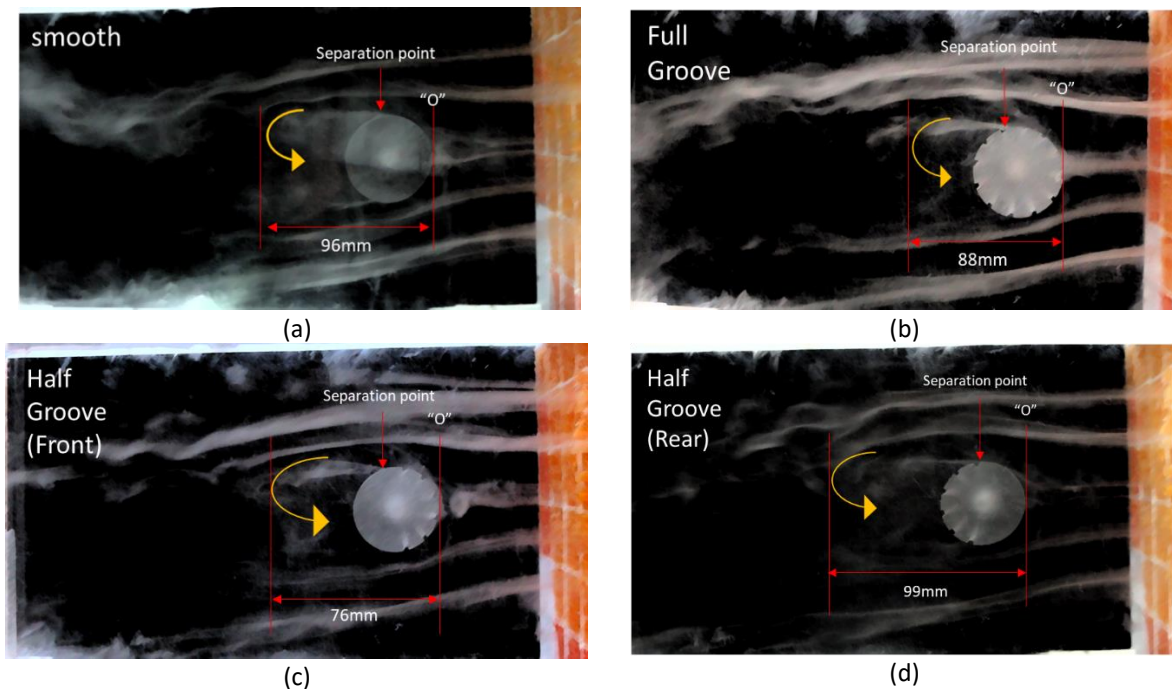 smooth
Separation point
"O"
96mm
(a)
Full
Groove
Separation point
"O"
88mm
(b)
Half
Groove
(Front)
Separation point
"O"
76mm
(c)
Half
Groove
(Rear)
Separation point
"O"
99mm
(d)